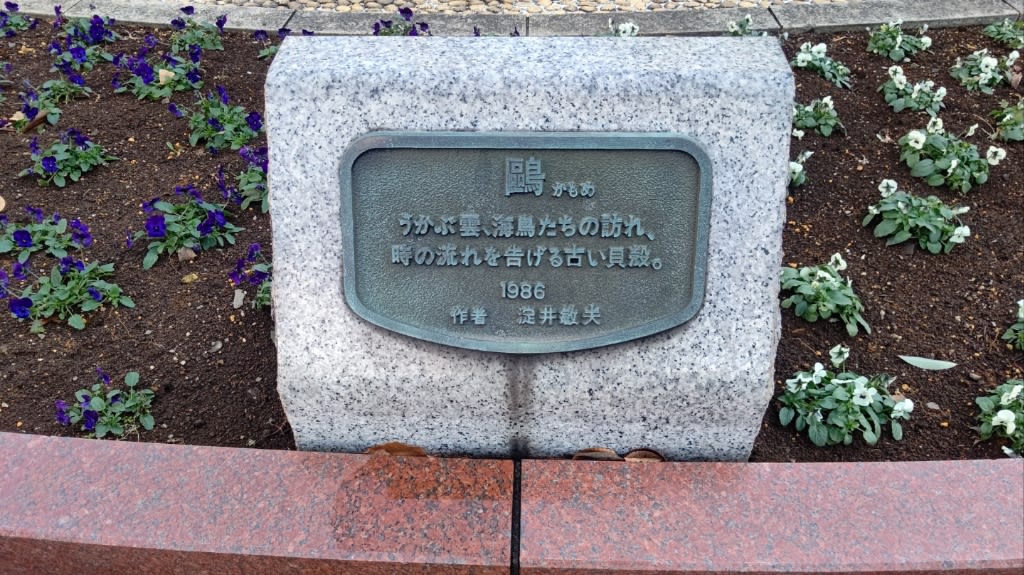 鷗 かもめ
うかぶ雲、海鳥たちの訪れ、
時の流れを告げる古い貝殻。
1986
作者 淀井敏夫